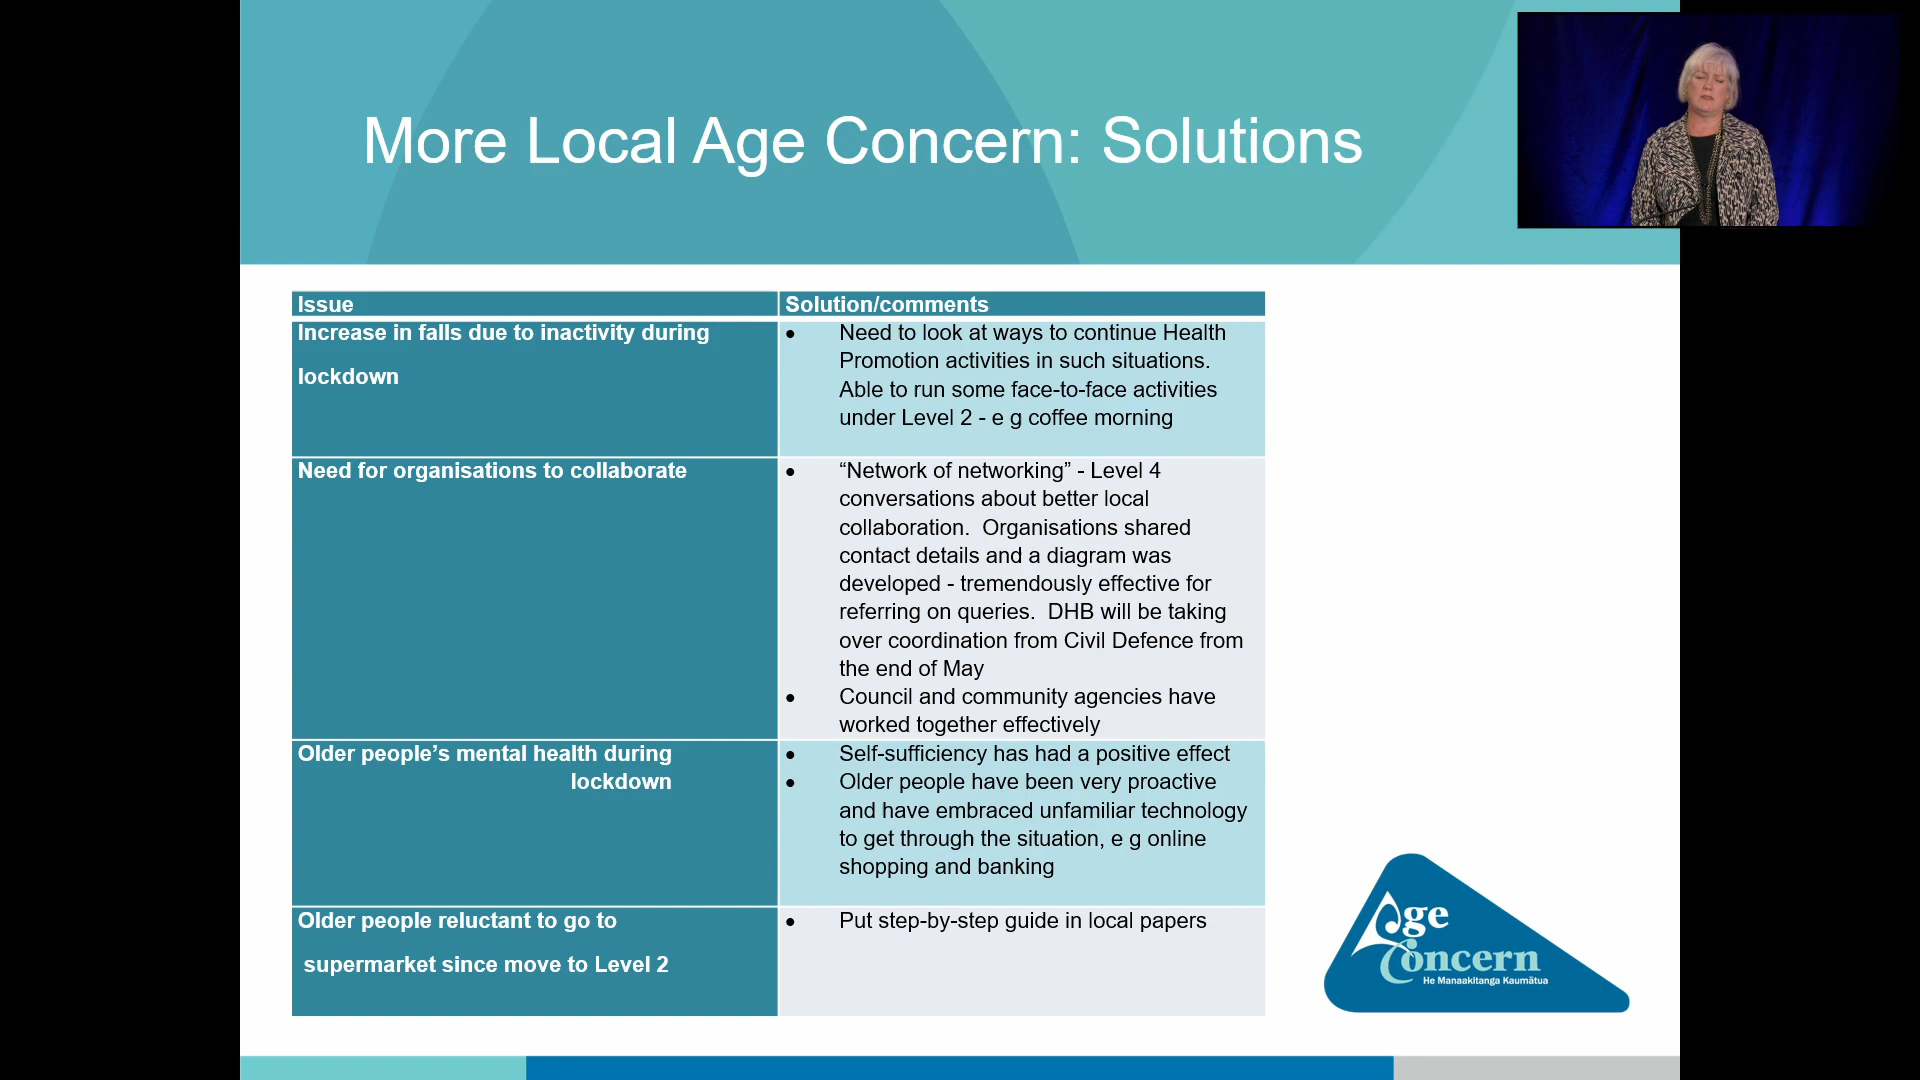 More Local Age Concern: Solutions
Issue
Solution/comments
Increase in falls due to inactivity during
lockdown
• Need to look at ways to continue Health
Promotion activities in such situations.
Able to run some face-to-face activities
under Level 2 - e g coffee morning
Need for organisations to collaborate
• “Network of networking” - Level 4
conversations about better local
collaboration.  Organisations shared
contact details and a diagram was
developed - tremendously effective for
referring on queries.  DHB will be taking
over coordination from Civil Defence from
the end of May
• Council and community agencies have
worked together effectively
Older people’s mental health during
lockdown
• Self-sufficiency has had a positive effect
• Older people have been very proactive
and have embraced unfamiliar technology
to get through the situation, e g online
shopping and banking
Older people reluctant to go to
supermarket since move to Level 2
• Put step-by-step guide in local papers
Age
Concern
He Manaakitanga Kaumātua